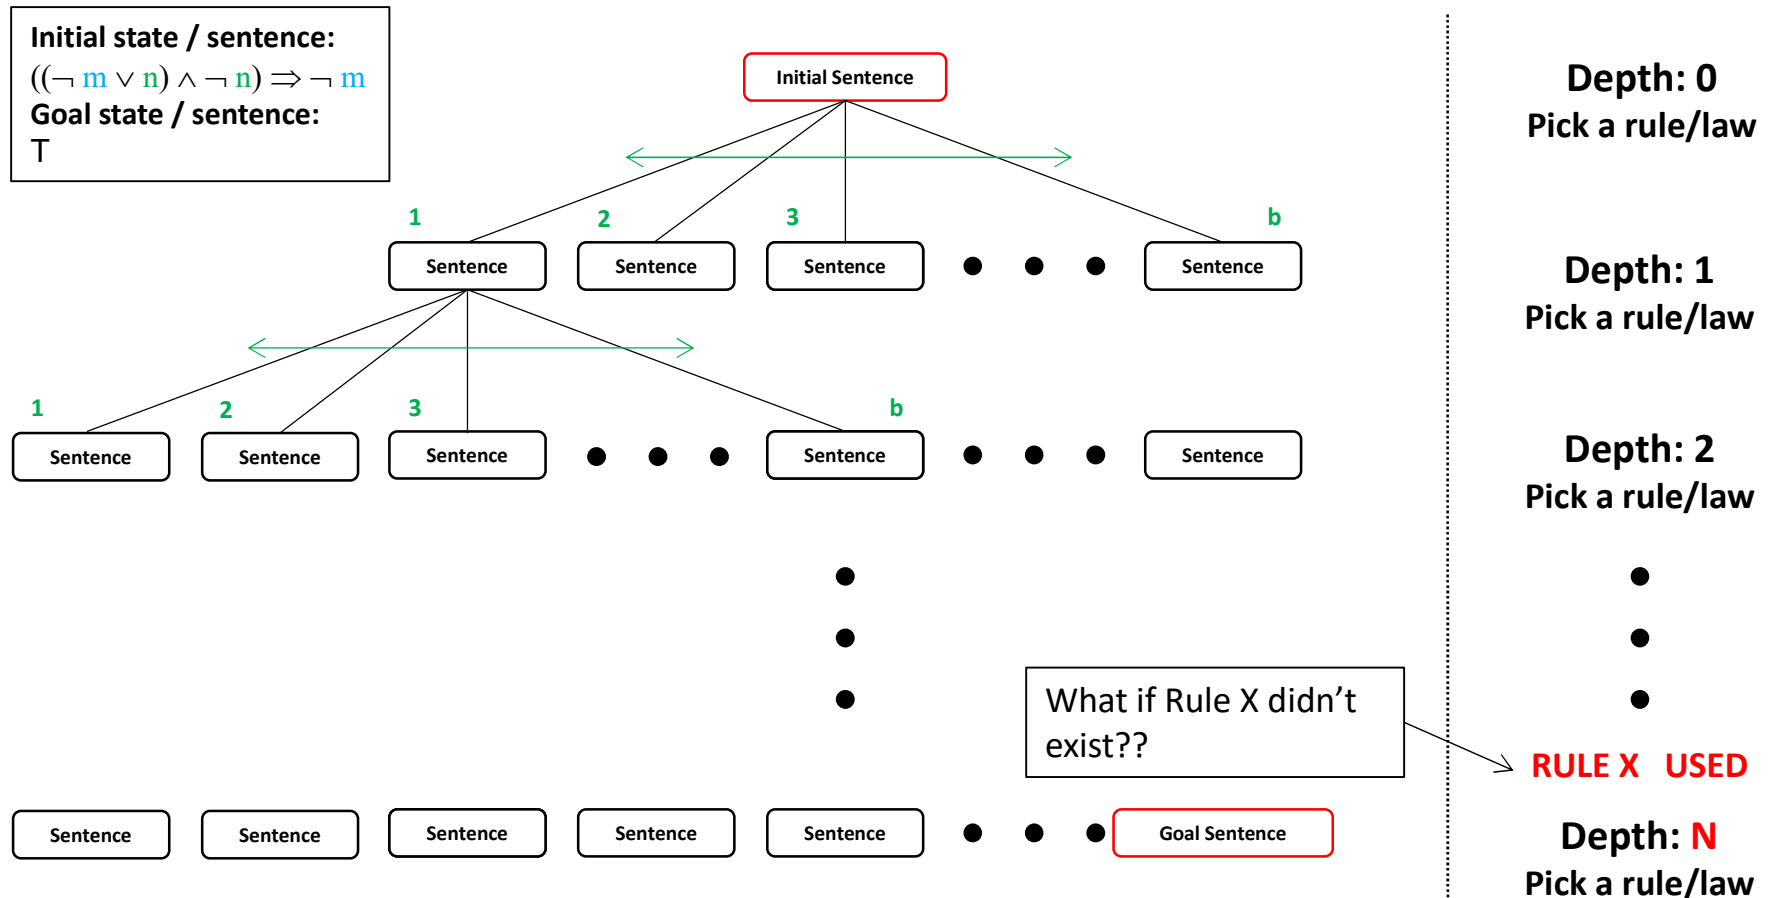 Initial state / sentence:
((¬ m ∨ n) ∧ ¬ n) ⇒ ¬ m
Goal state / sentence:
T
Initial Sentence
Depth: 0
Pick a rule/law
1 2 3 b
Sentence Sentence Sentence Sentence
Depth: 1
Pick a rule/law
1 2 3 b
Sentence Sentence Sentence Sentence Sentence
Depth: 2
Pick a rule/law
What if Rule X didn’t
exist??
RULE X USED
Sentence Sentence Sentence Sentence Sentence Goal Sentence
Depth: N
Pick a rule/law